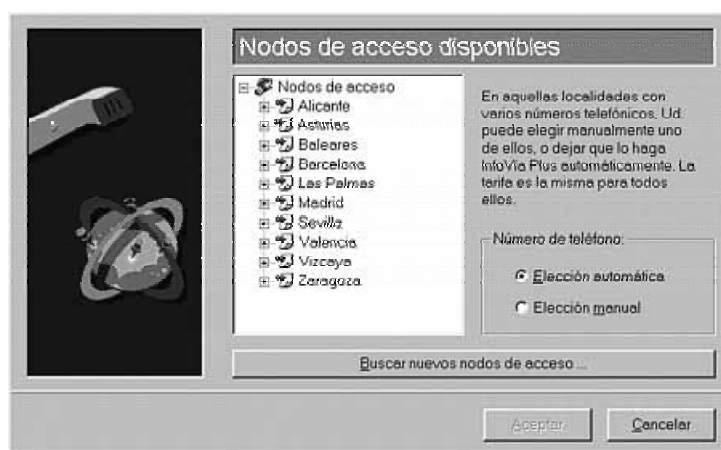 Nodos de acceso disponibles
Nodos de acceso
Alicante
Asturias
Baleares
Barcelona
Las Palmas
Madrid
Sevilla
Valencia
Vizcaya
Zaragoza
En aquellas localidades con
varios números telefónicos, Ud.
puede elegir manualmente uno
de ellos, o dejar que lo haga
InfoVía Plus automáticamente. La
tarifa es la misma para todos
ellos.
Número de teléfono:
Elección automática
Elección manual
Buscar nuevos nodos de acceso ...
Aceptar
Cancelar